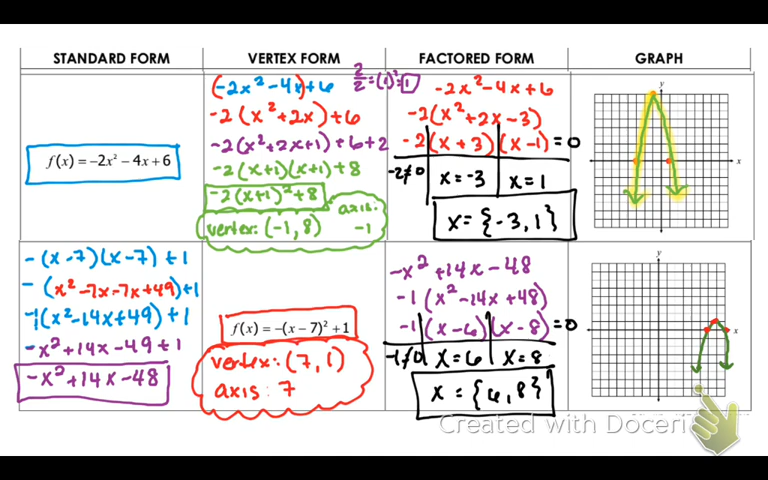 STANDARD FORM
VERTEX FORM
FACTORED FORM
GRAPH
f(x) = −2x² − 4x + 6
(-2x² - 4x) + 6
2/2 = (1)² = 1
-2(x² + 2x) + 6
-2(x² + 2x + 1) + 6 + 2
-2(x+1)(x+1) + 8
-2(x+1)² + 8
vertex: (-1, 8)
axis:
-1
-2x² - 4x + 6
-2(x² + 2x - 3)
-2(x + 3)(x - 1) = 0
-2≠0
x = -3
x = 1
x = {-3, 1}
y
x
-(x-7)(x-7) + 1
-(x² - 7x - 7x + 49) + 1
-1(x² - 14x + 49) + 1
-x² + 14x - 49 + 1
-x² + 14x - 48
f(x) = −(x − 7)² + 1
vertex: (7, 1)
axis: 7
-x² + 14x - 48
-1(x² - 14x + 48)
-1(x - 6)(x - 8) = 0
-1≠0
x = 6
x = 8
x = {6, 8}
y
x
Created with Doceri